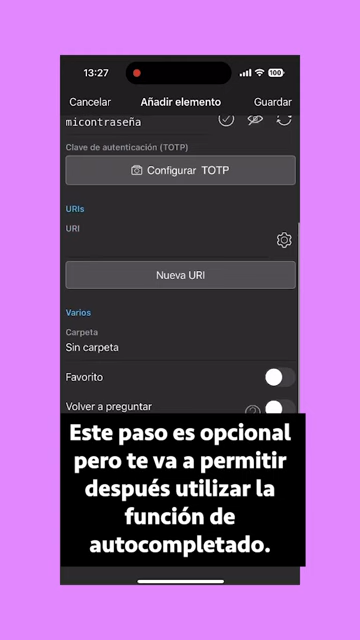 13:27
100
Cancelar
Añadir elemento
Guardar
micontraseña
Clave de autenticación (TOTP)
Configurar TOTP
URIs
URI
Nueva URI
Varios
Carpeta
Sin carpeta
Favorito
Volver a preguntar
Este paso es opcional
pero te va a permitir
después utilizar la
función de
autocompletado.